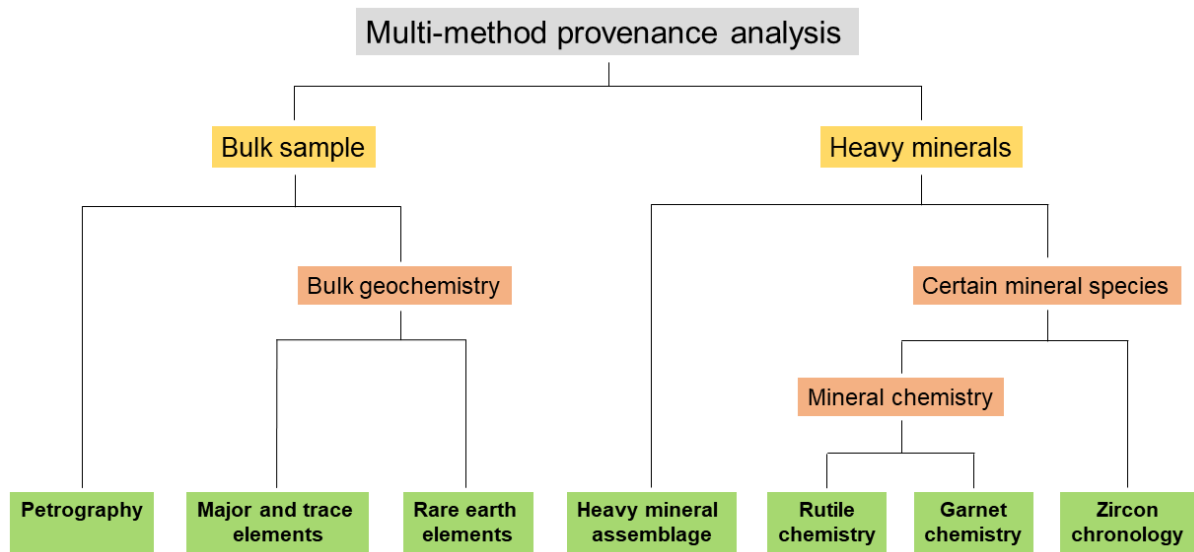 Multi-method provenance analysis
Bulk sample
Heavy minerals
Bulk geochemistry
Certain mineral species
Mineral chemistry
Petrography
Major and trace
elements
Rare earth
elements
Heavy mineral
assemblage
Rutile
chemistry
Garnet
chemistry
Zircon
chronology